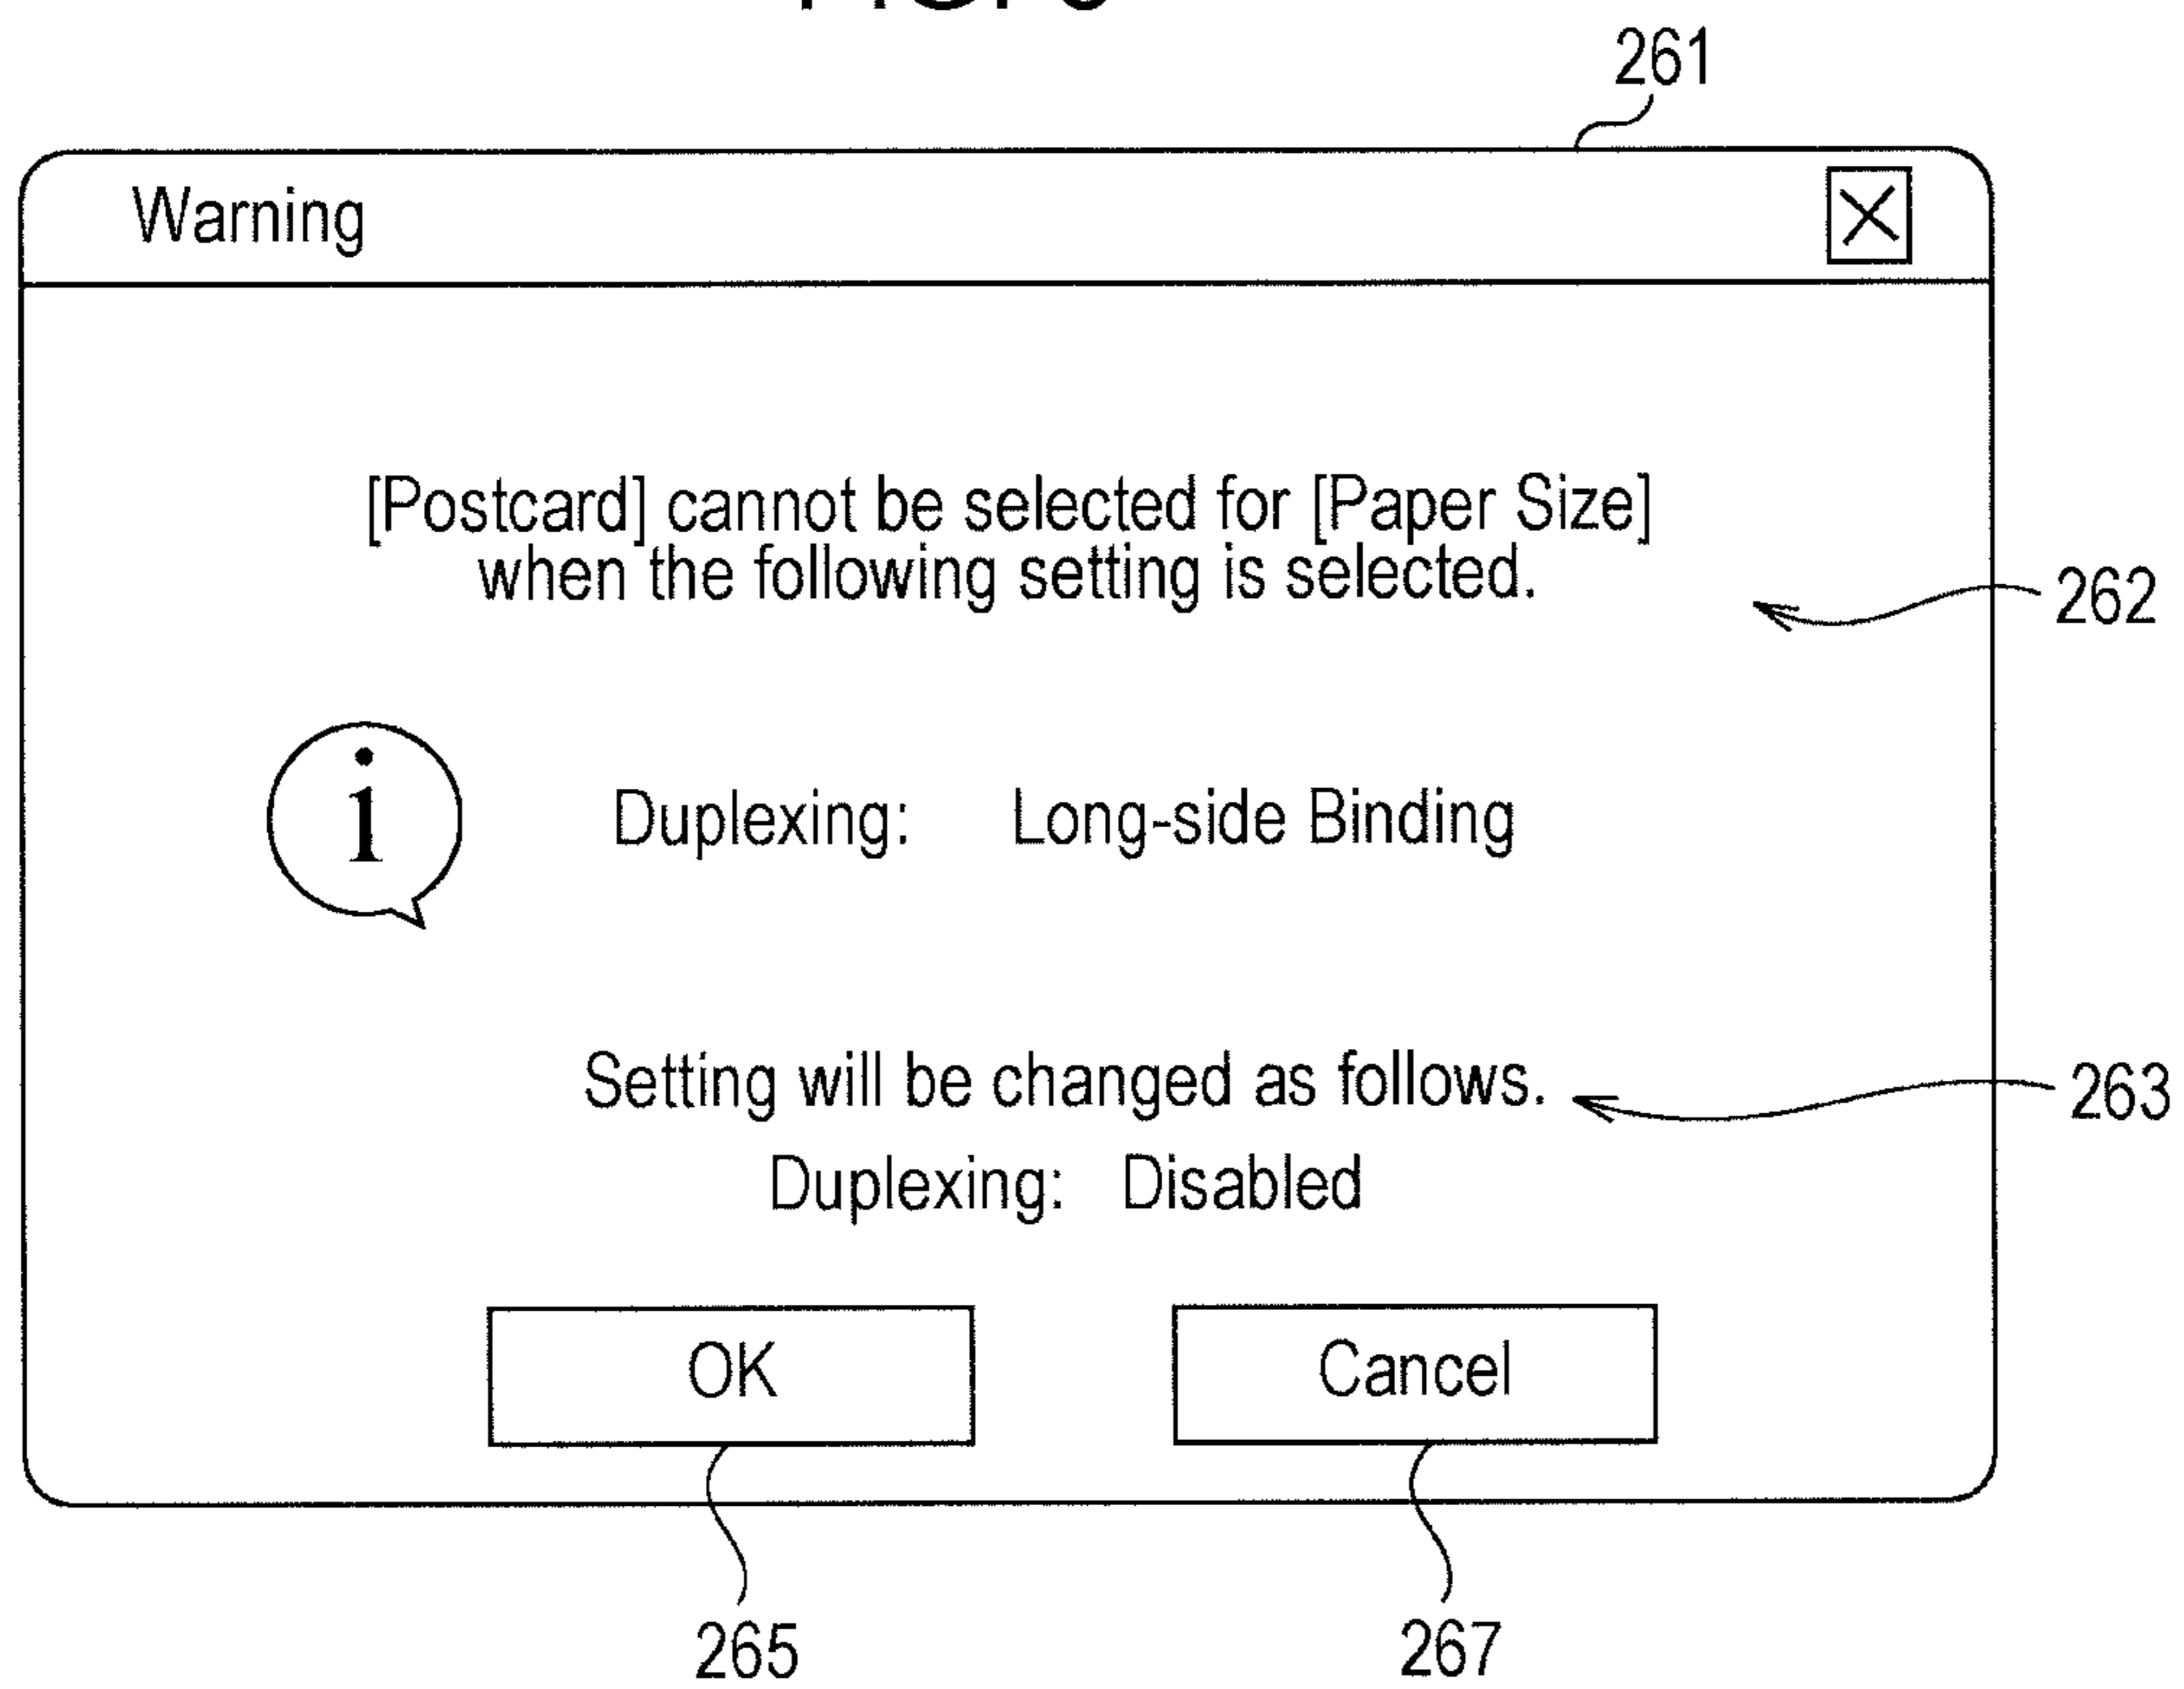 261
Warning
[Postcard] cannot be selected for [Paper Size]
when the following setting is selected.
262
i
Duplexing: Long-side Binding
Setting will be changed as follows.
263
Duplexing: Disabled
OK
Cancel
265
267